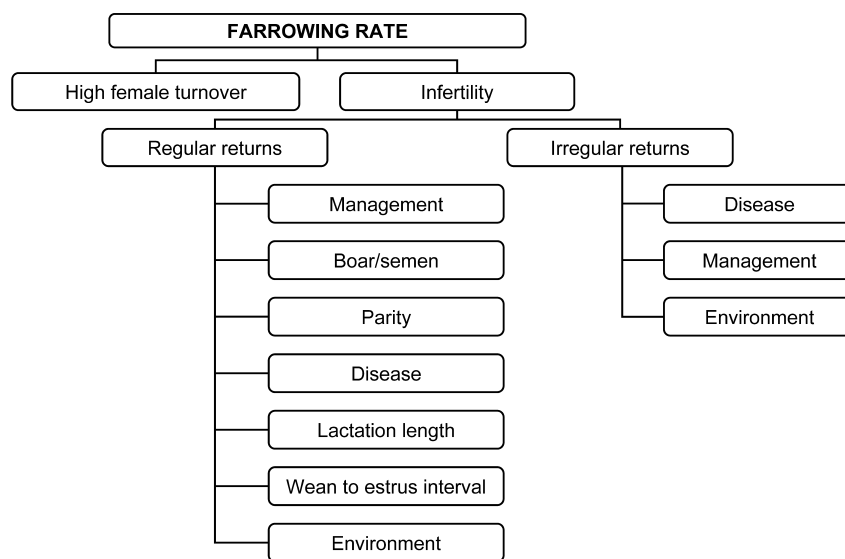 FARROWING RATE
High female turnover
Infertility
Regular returns
Irregular returns
Management
Boar/semen
Parity
Disease
Lactation length
Wean to estrus interval
Environment
Disease
Management
Environment